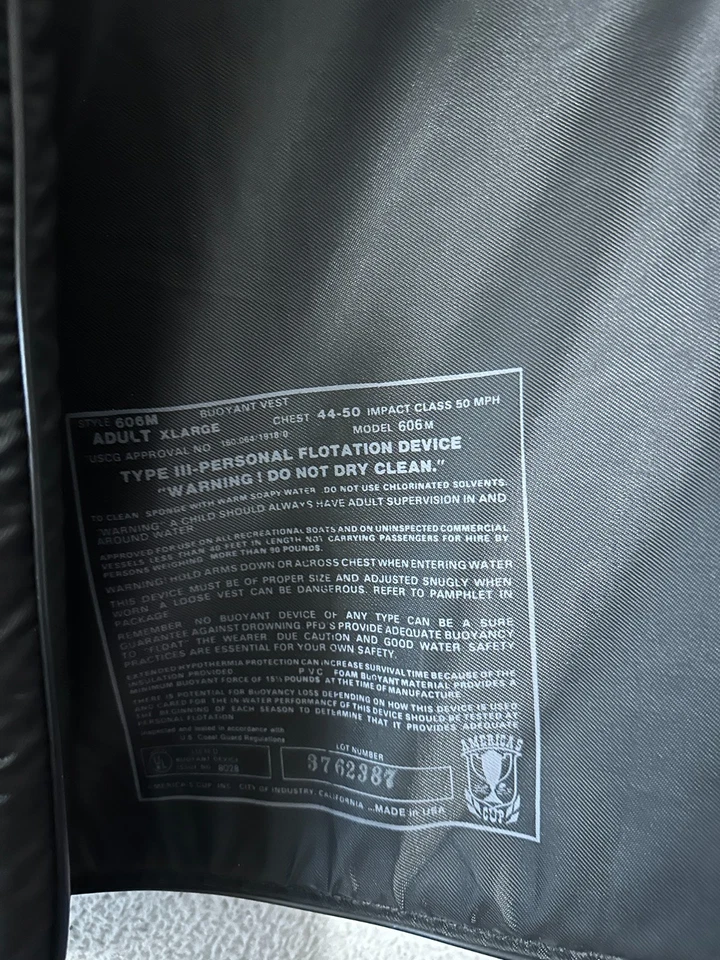 STYLE 606M BUOYANT VEST CHEST 44-50 IMPACT CLASS 50 MPH
ADULT XLARGE MODEL 606M
USCG APPROVAL NO 160.064/1918/0
TYPE III-PERSONAL FLOTATION DEVICE
"WARNING! DO NOT DRY CLEAN."
TO CLEAN SPONGE WITH WARM SOAPY WATER. DO NOT USE CHLORINATED SOLVENTS.
"WARNING" A CHILD SHOULD ALWAYS HAVE ADULT SUPERVISION IN AND
AROUND WATER
APPROVED FOR USE ON ALL RECREATIONAL BOATS AND ON UNINSPECTED COMMERCIAL
VESSELS LESS THAN 40 FEET IN LENGTH NOT CARRYING PASSENGERS FOR HIRE BY
PERSONS WEIGHING MORE THAN 90 POUNDS.
WARNING! HOLD ARMS DOWN OR ACROSS CHEST WHEN ENTERING WATER
THIS DEVICE MUST BE OF PROPER SIZE AND ADJUSTED SNUGLY WHEN
WORN A LOOSE VEST CAN BE DANGEROUS. REFER TO PAMPHLET IN
PACKAGE
REMEMBER NO BUOYANT DEVICE OF ANY TYPE CAN BE A SURE
GUARANTEE AGAINST DROWNING. PFD'S PROVIDE ADEQUATE BUOYANCY
TO "FLOAT" THE WEARER. DUE CAUTION AND GOOD WATER SAFETY
PRACTICES ARE ESSENTIAL FOR YOUR OWN SAFETY.
EXTENDED HYPOTHERMIA PROTECTION CAN INCREASE SURVIVAL TIME BECAUSE OF THE
INSULATION PROVIDED PVC FOAM BUOYANT MATERIAL PROVIDES A
MINIMUM BUOYANT FORCE OF 15½ POUNDS AT THE TIME OF MANUFACTURE
THERE IS POTENTIAL FOR BUOYANCY LOSS DEPENDING ON HOW THIS DEVICE IS USED
AND CARED FOR THE IN WATER PERFORMANCE OF THIS DEVICE SHOULD BE TESTED AT
THE BEGINNING OF EACH SEASON TO DETERMINE THAT IT PROVIDES ADEQUATE
PERSONAL FLOTATION
Inspected and tested in accordance with
U.S. Coast Guard Regulations
BUOYANT DEVICE
LOT NUMBER
3762387
AMERICA'S CUP INC. CITY OF INDUSTRY, CALIFORNIA ...MADE in USA
AMERICA'S
CUP